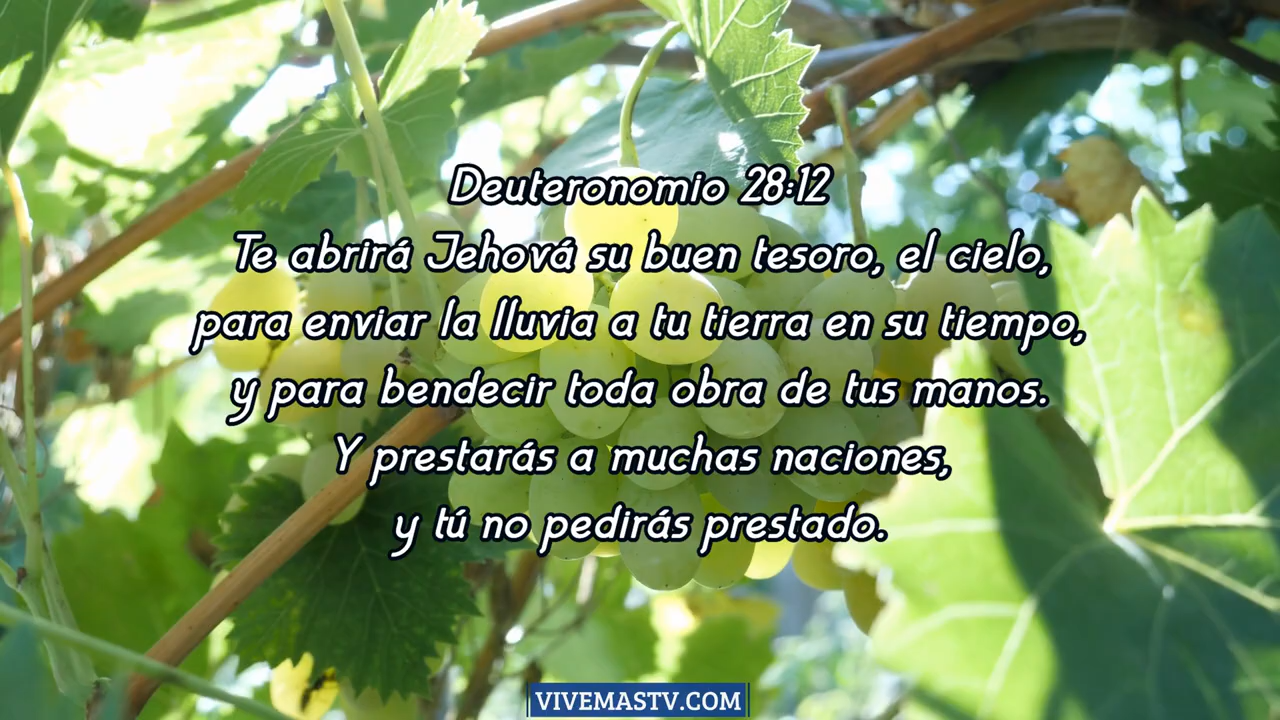 Deuteronomio 28:12
Te abrirá Jehová su buen tesoro, el cielo,
para enviar la lluvia a tu tierra en su tiempo,
y para bendecir toda obra de tus manos.
Y prestarás a muchas naciones,
y tú no pedirás prestado.
VIVEMASTV.COM